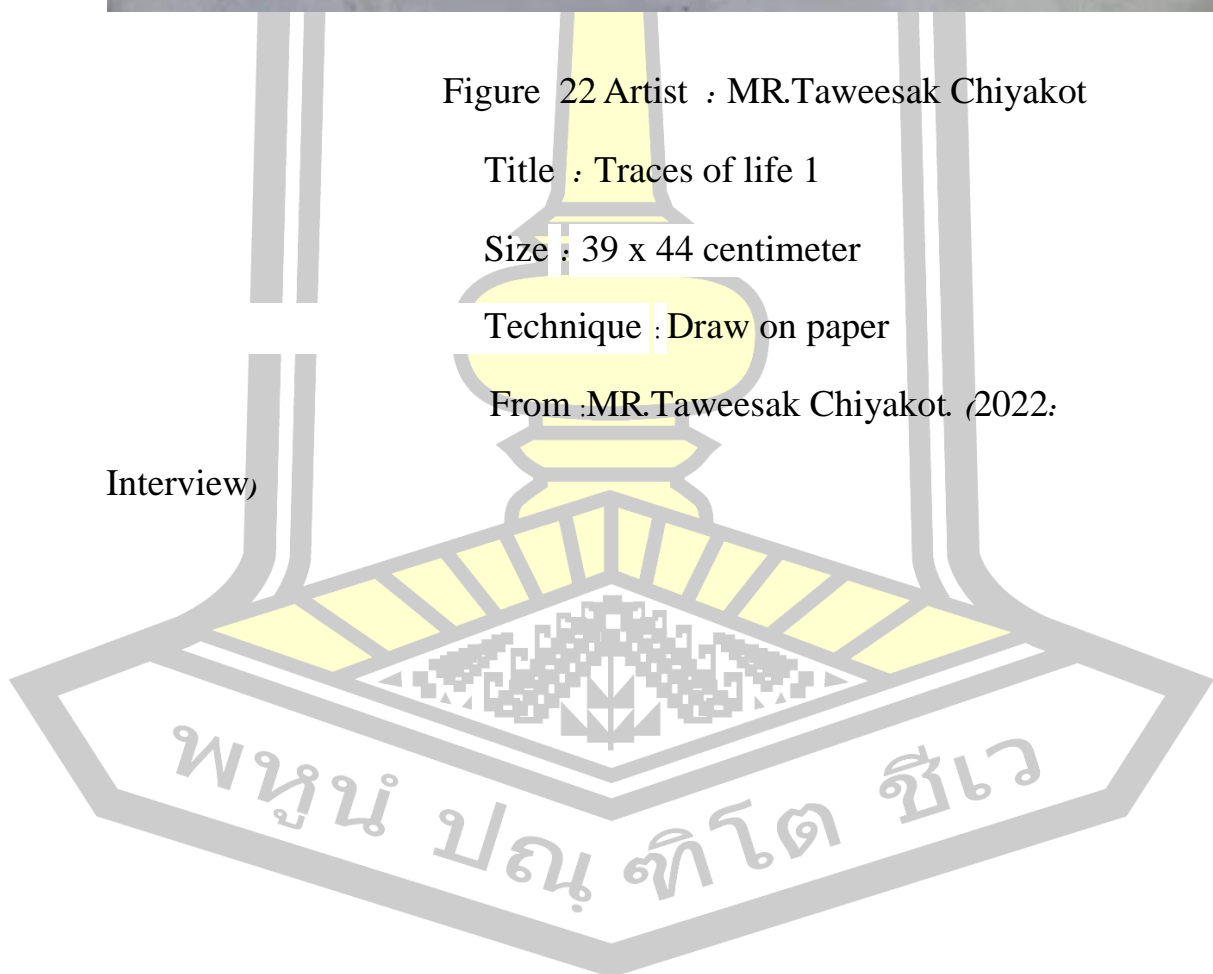 Figure 22 Artist : MR.Taweesak Chiyakot
Title : Traces of life 1
Size : 39 x 44 centimeter
Technique : Draw on paper
From :MR.Taweesak Chiyakot. (2022:
Interview)
พหูนํ ปณฺฑิโต ชีเว